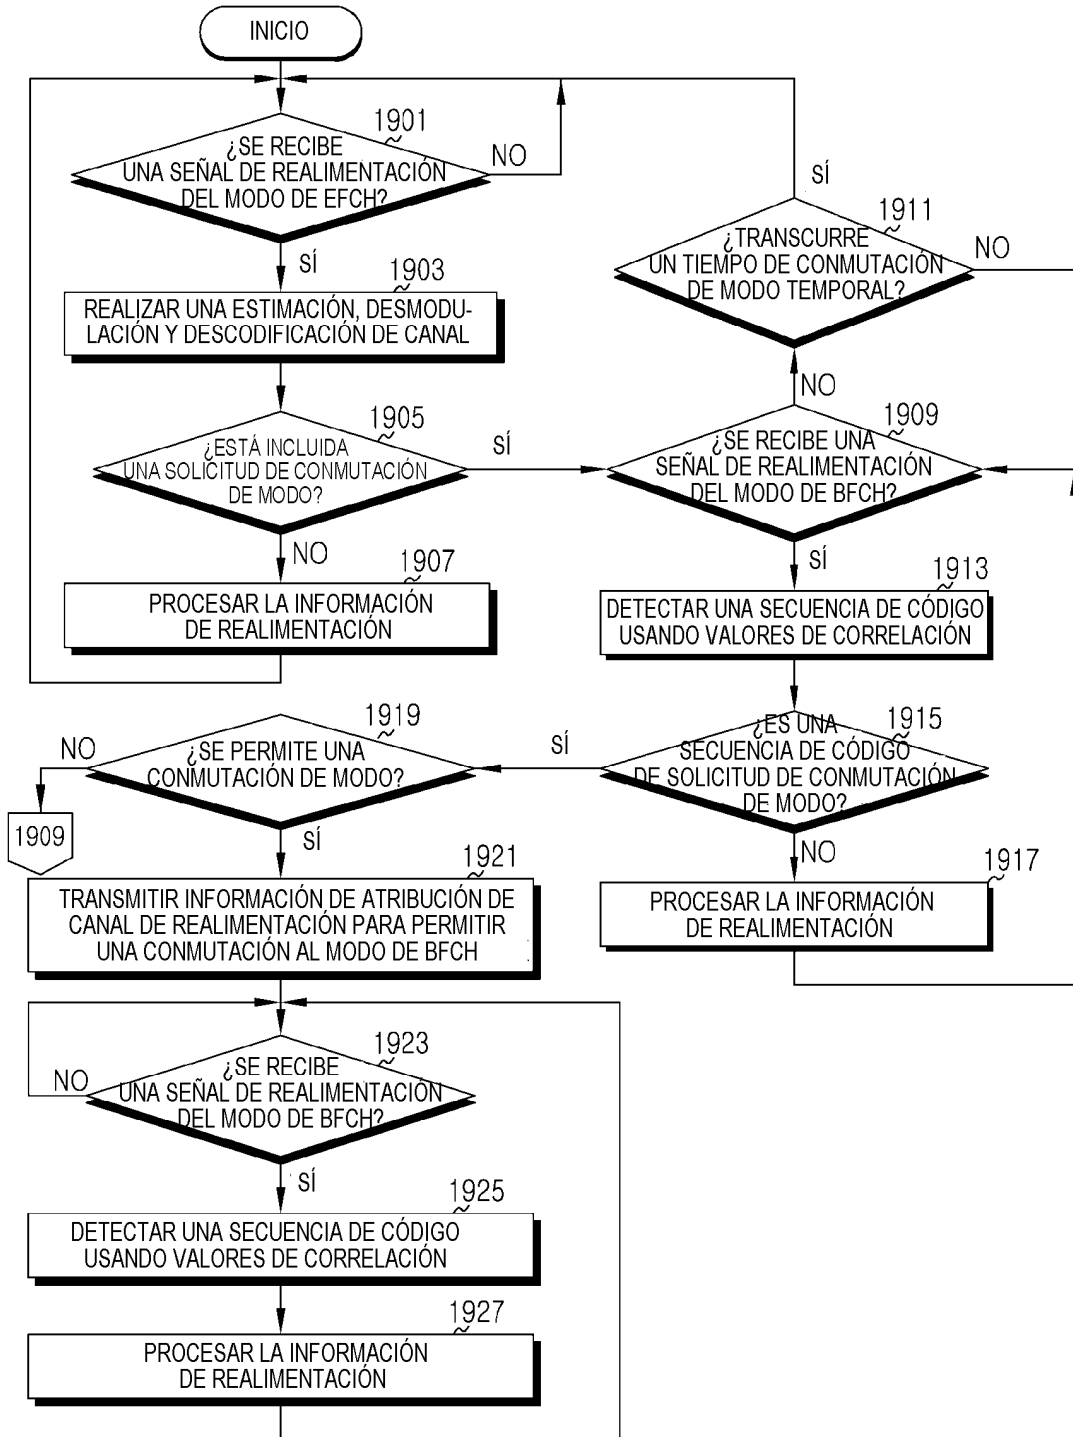 INICIO
1901
¿SE RECIBE
UNA SEÑAL DE REALIMENTACIÓN
DEL MODO DE EFCH?
NO
SÍ
1903
REALIZAR UNA ESTIMACIÓN, DESMODU-
LACIÓN Y DESCODIFICACIÓN DE CANAL
1905
¿ESTÁ INCLUIDA
UNA SOLICITUD DE CONMUTACIÓN
DE MODO?
SÍ
NO
1907
PROCESAR LA INFORMACIÓN
DE REALIMENTACIÓN
SÍ
1911
¿TRANSCURRE
UN TIEMPO DE CONMUTACIÓN
DE MODO TEMPORAL?
NO
NO
1909
¿SE RECIBE UNA
SEÑAL DE REALIMENTACIÓN
DEL MODO DE BFCH?
SÍ
1913
DETECTAR UNA SECUENCIA DE CÓDIGO
USANDO VALORES DE CORRELACIÓN
1915
¿ES UNA
SECUENCIA DE CÓDIGO
DE SOLICITUD DE CONMUTACIÓN
DE MODO?
SÍ
NO
1917
PROCESAR LA INFORMACIÓN
DE REALIMENTACIÓN
1919
¿SE PERMITE UNA
CONMUTACIÓN DE MODO?
NO
1909
SÍ
1921
TRANSMITIR INFORMACIÓN DE ATRIBUCIÓN DE
CANAL DE REALIMENTACIÓN PARA PERMITIR
UNA CONMUTACIÓN AL MODO DE BFCH
1923
¿SE RECIBE
UNA SEÑAL DE REALIMENTACIÓN
DEL MODO DE BFCH?
NO
SÍ
1925
DETECTAR UNA SECUENCIA DE CÓDIGO
USANDO VALORES DE CORRELACIÓN
1927
PROCESAR LA INFORMACIÓN
DE REALIMENTACIÓN